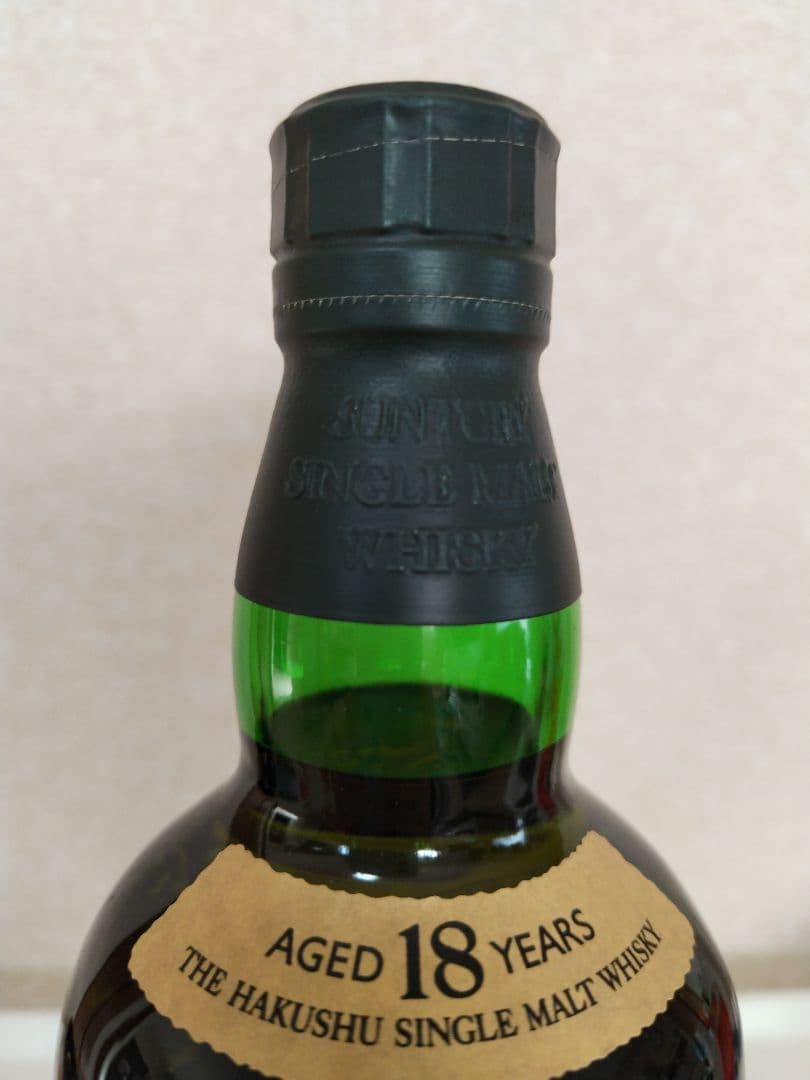 SUNTORY
SINGLE MALT
WHISKY
AGED 18 YEARS
THE HAKUSHU SINGLE MALT WHISKY